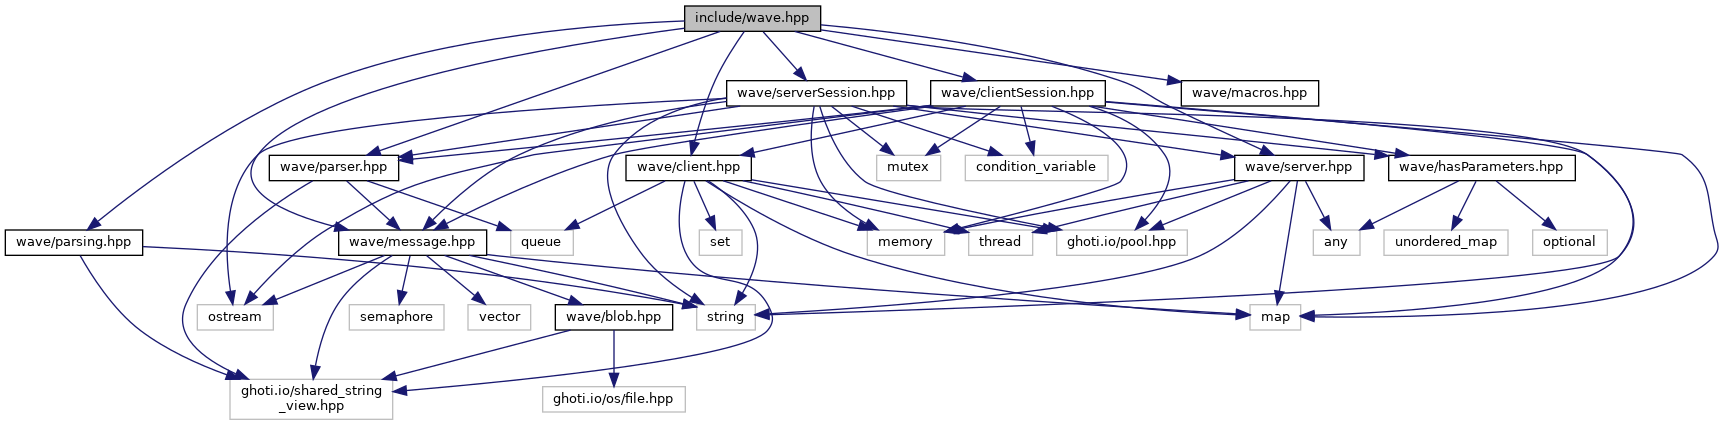 include/wave.hpp
wave/serverSession.hpp
wave/clientSession.hpp
wave/macros.hpp
wave/parser.hpp
wave/client.hpp
mutex
condition_variable
wave/server.hpp
wave/hasParameters.hpp
wave/parsing.hpp
wave/message.hpp
queue
set
memory
thread
ghoti.io/pool.hpp
any
unordered_map
optional
ostream
semaphore
vector
wave/blob.hpp
string
map
ghoti.io/shared_string
_view.hpp
ghoti.io/os/file.hpp